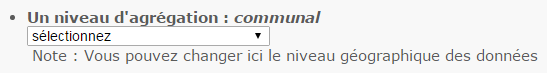 Un niveau d'agrégation : communal
sélectionnez
Note : Vous pouvez changer ici le niveau géographique des données